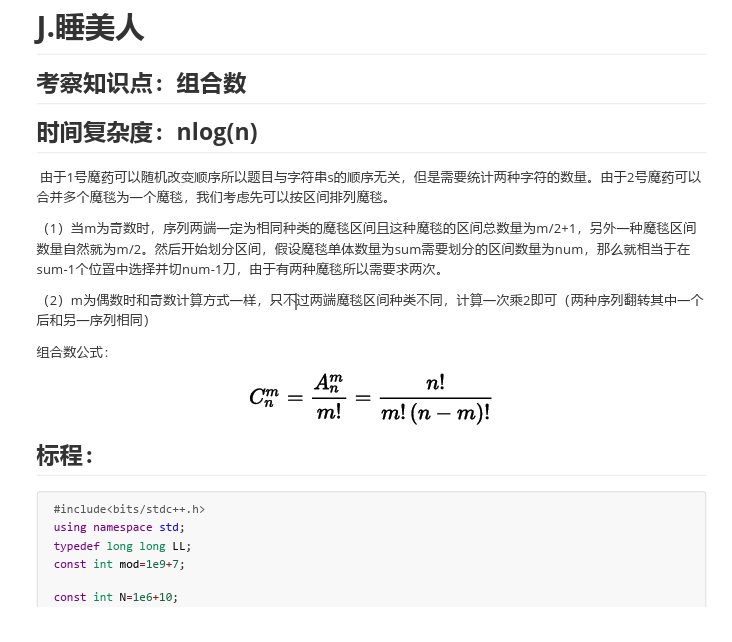 J.睡美人
考察知识点：组合数
时间复杂度：nlog(n)
由于1号魔药可以随机改变顺序所以题目与字符串s的顺序无关，但是需要统计两种字符的数量。由于2号魔药可以
合并多个魔毯为一个魔毯，我们考虑先可以按区间排列魔毯。
（1）当m为奇数时，序列两端一定为相同种类的魔毯区间且这种魔毯的区间总数量为m/2+1，另外一种魔毯区间
数量自然就为m/2。然后开始划分区间，假设魔毯单体数量为sum需要划分的区间数量为num，那么就相当于在
sum-1个位置中选择并切num-1刀，由于有两种魔毯所以需要求两次。
（2）m为偶数时和奇数计算方式一样，只不过两端魔毯区间种类不同，计算一次乘2即可（两种序列翻转其中一个
后和另一序列相同）
组合数公式：
C_n^m = A_n^m / m! = n! / m!(n − m)!
标程：
#include<bits/stdc++.h>
using namespace std;
typedef long long LL;
const int mod=1e9+7;
const int N=1e6+10;